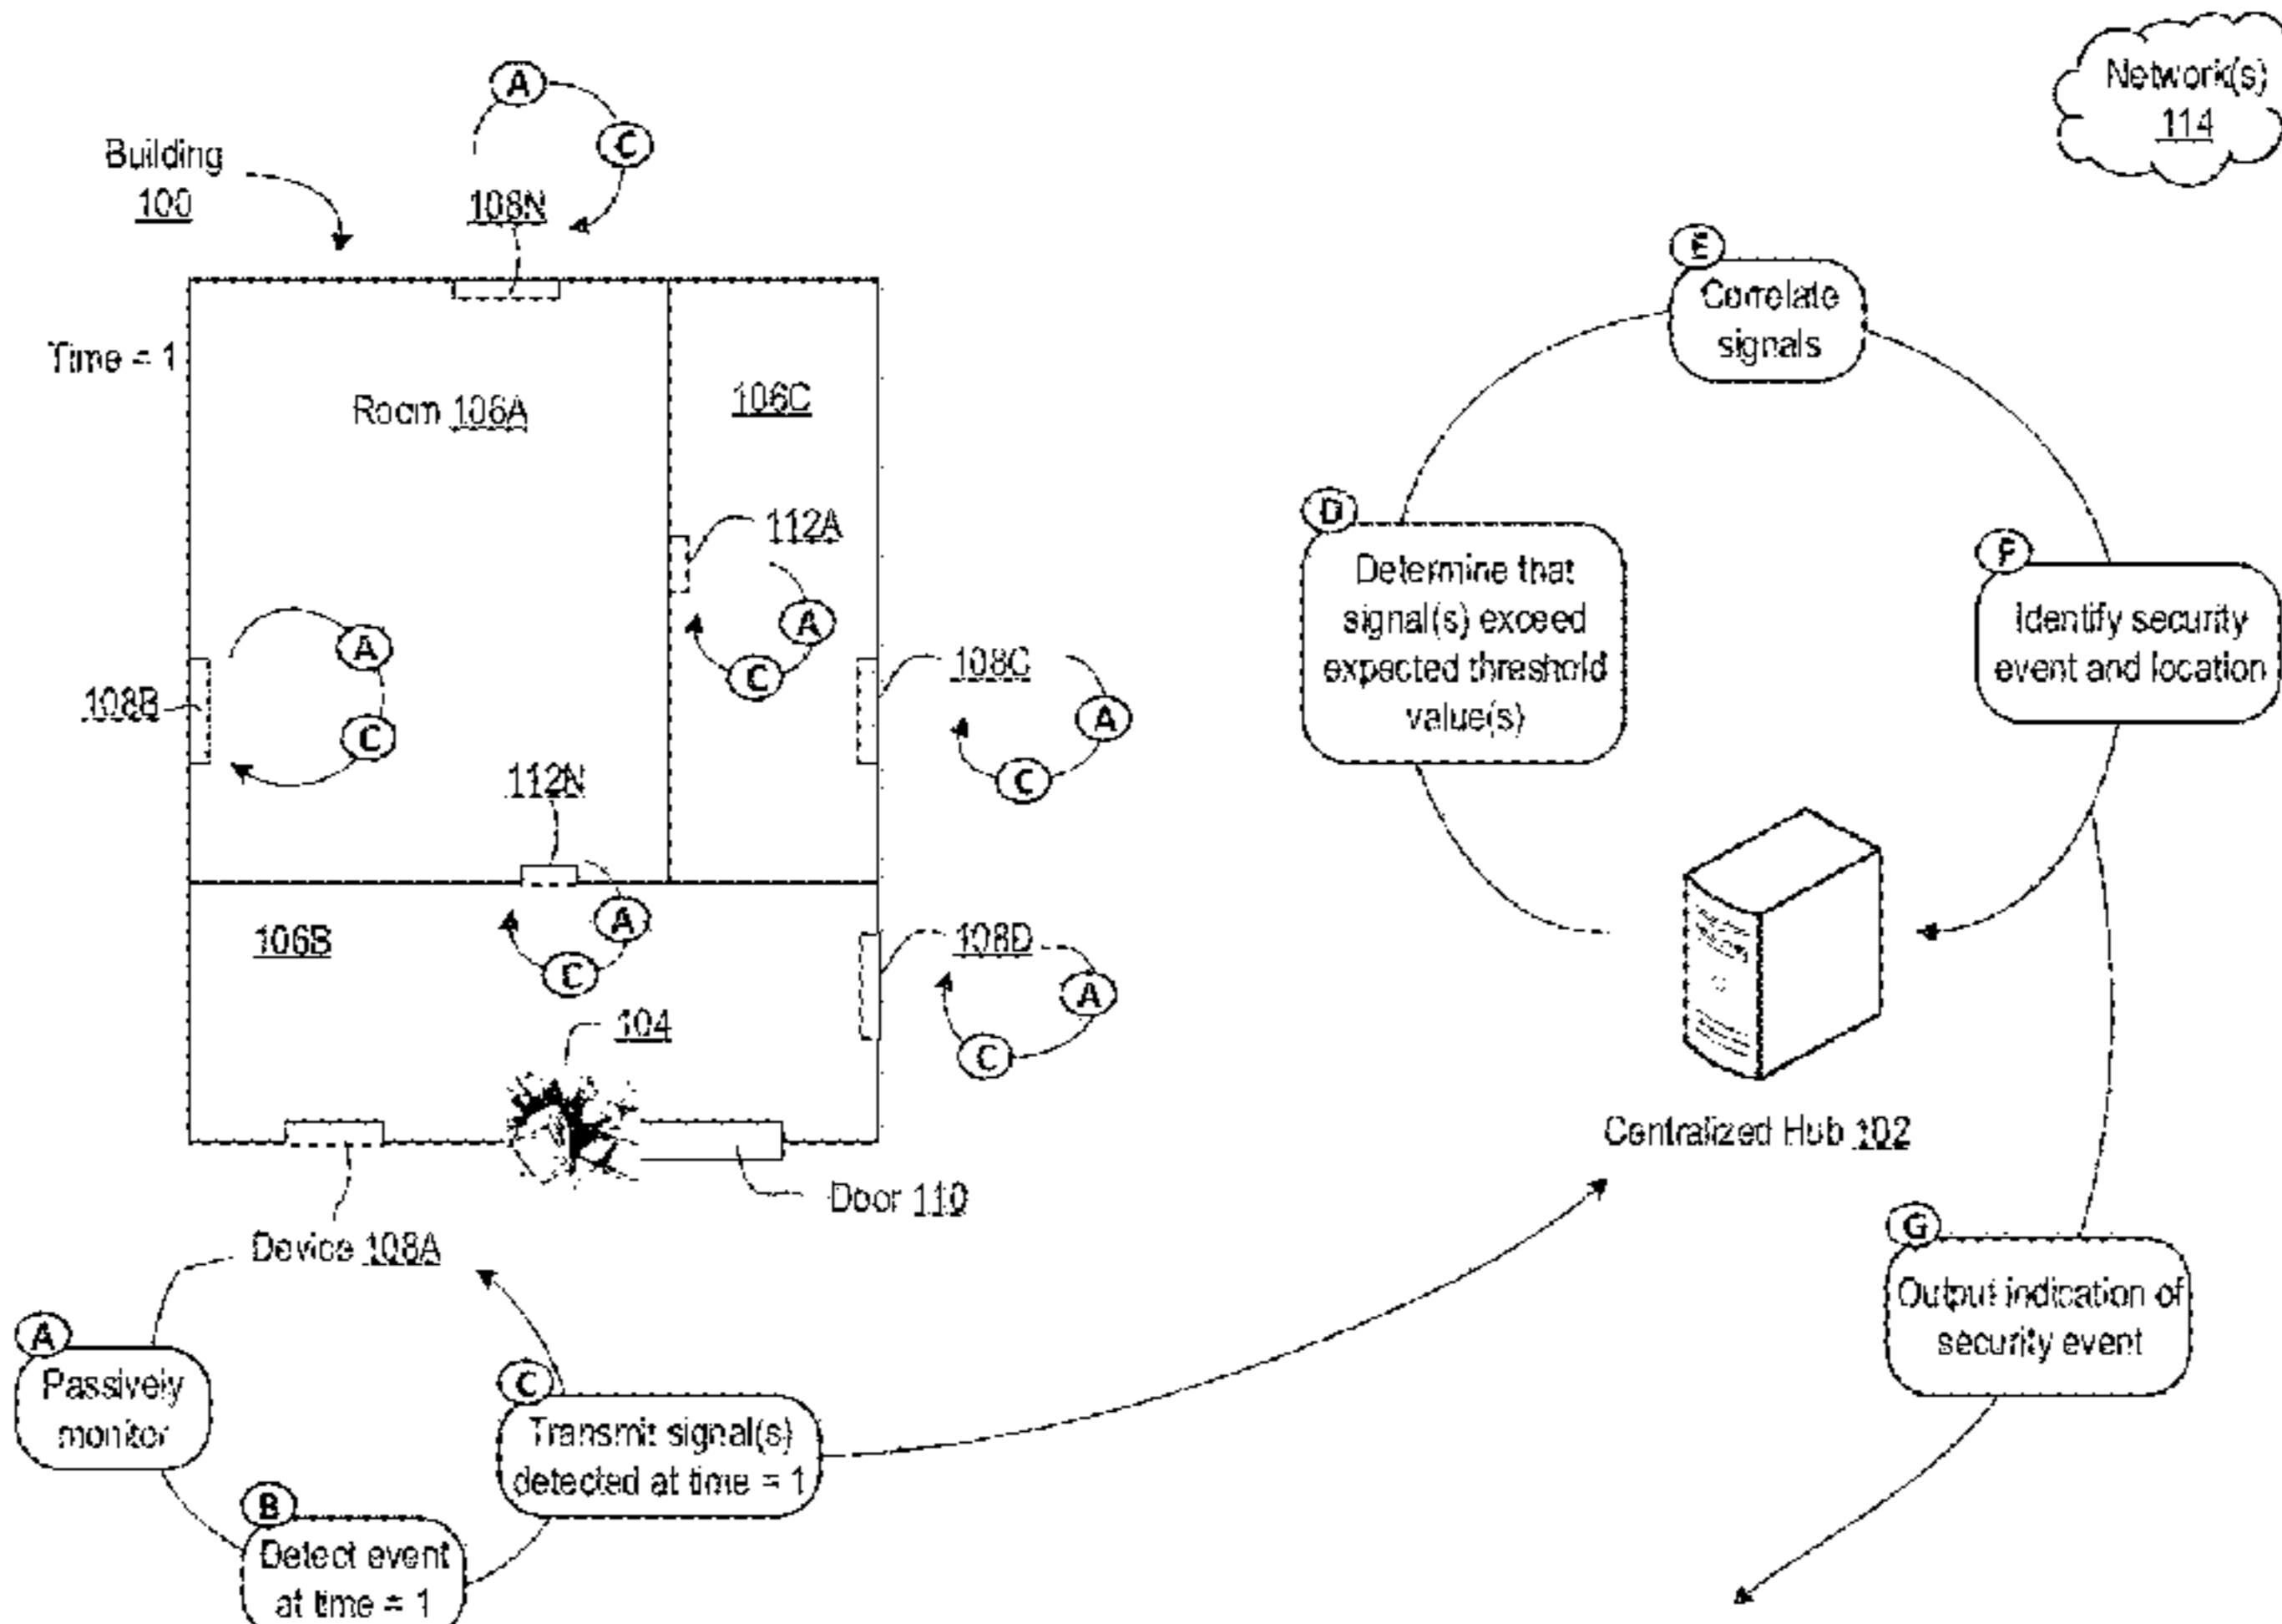 A
C
Network(s)
114
Building
100
108N
E
Correlate
signals
Time = 1
Room 106A
106C
112A
D
Determine that
signal(s) exceed
expected threshold
value(s)
F
Identify security
event and location
A
C
A
C
108B
108C
A
C
112N
106B
A
C
108D
A
C
104
Centralized Hub 102
Door 110
Device 108A
G
Output indication of
security event
A
Passively
monitor
C
Transmit signal(s)
detected at time = 1
B
Detect event
at time = 1